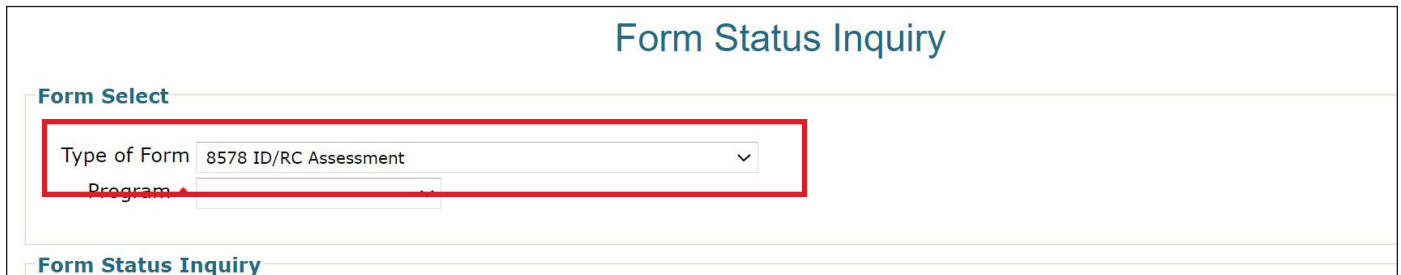 Form Status Inquiry
Form Select
Type of Form 8578 ID/RC Assessment
Program
Form Status Inquiry